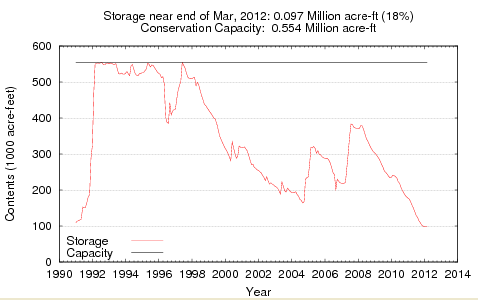 Storage near end of Mar, 2012: 0.097 Million acre-ft (18%)
Conservation Capacity: 0.554 Million acre-ft
Contents (1000 acre-feet)
600
500
400
300
200
100
0
Storage
Capacity
1990 1992 1994 1996 1998 2000 2002 2004 2006 2008 2010 2012 2014
Year